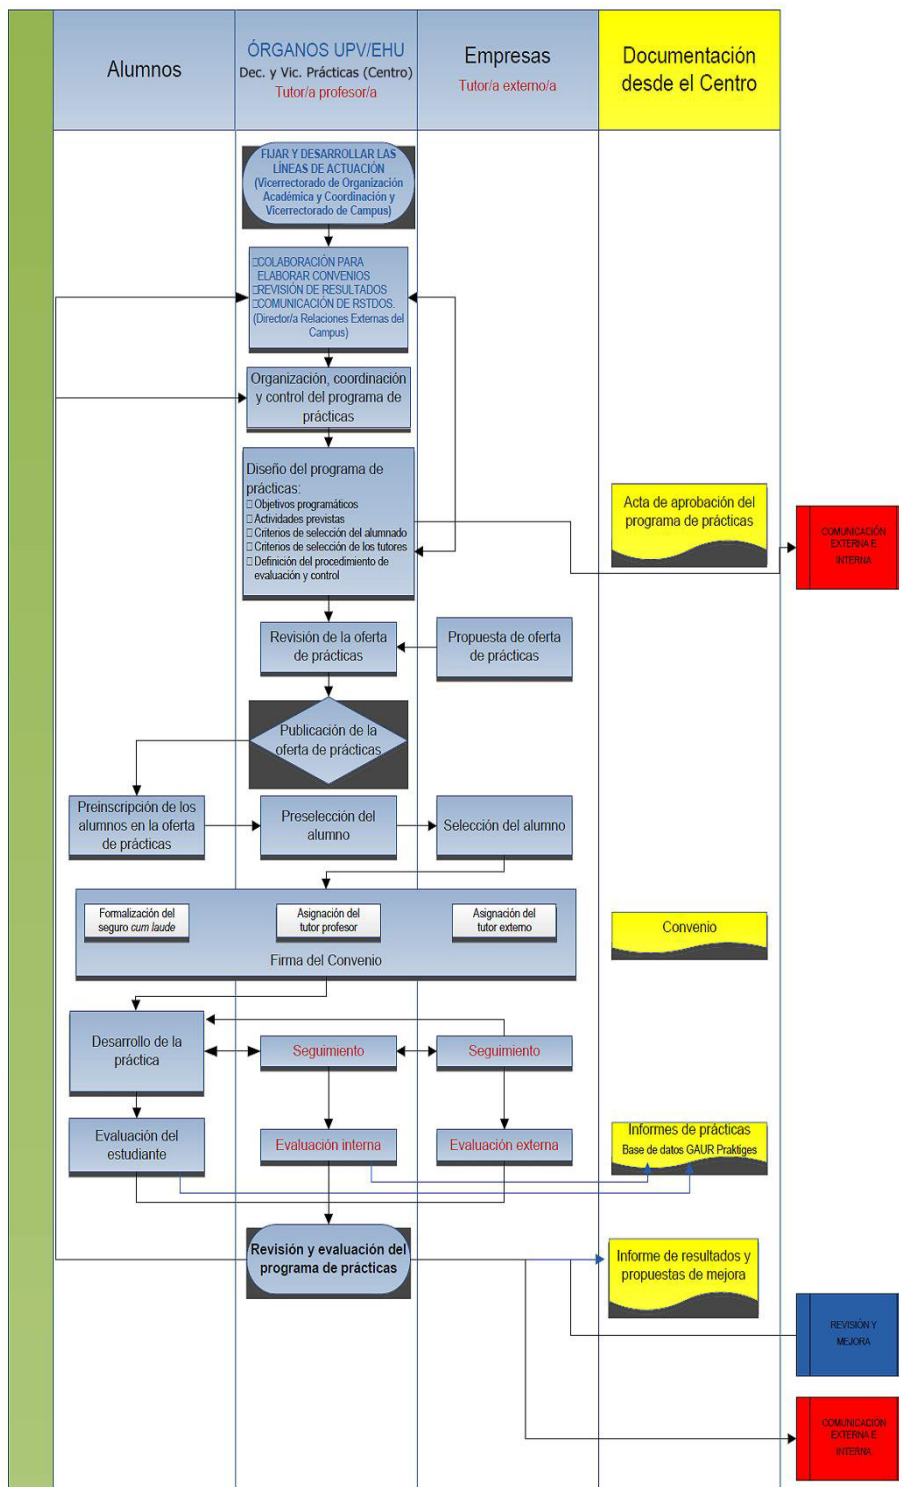 Alumnos
ÓRGANOS UPV/EHU
Dec. y Vic. Prácticas (Centro)
Tutor/a profesor/a
Empresas
Tutor/a externo/a
Documentación
desde el Centro
FIJAR Y DESARROLLAR LAS
LÍNEAS DE ACTUACIÓN
(Vicerrectorado de Organización
Académica y Coordinación y
Vicerrectorado de Campus)
COLABORACIÓN PARA
ELABORAR CONVENIOS
REVISIÓN DE RESULTADOS
COMUNICACIÓN DE RSTDOS.
(Director/a Relaciones Externas del
Campus)
Organización, coordinación
y control del programa de
prácticas
Diseño del programa de
prácticas:
Objetivos programáticos
Actividades previstas
Criterios de selección del alumnado
Criterios de selección de los tutores
Definición del procedimiento de
evaluación y control
Acta de aprobación del
programa de prácticas
COMUNICACIÓN
EXTERNA E
INTERNA
Revisión de la oferta
de prácticas
Propuesta de oferta
de prácticas
Publicación de la
oferta de prácticas
Preinscripción de los
alumnos en la oferta
de prácticas
Preselección del
alumno
Selección del alumno
Formalización del
seguro cum laude
Asignación del
tutor profesor
Asignación del
tutor externo
Firma del Convenio
Convenio
Desarrollo de la
práctica
Seguimiento
Seguimiento
Evaluación del
estudiante
Evaluación interna
Evaluación externa
Informes de prácticas
Base de datos GAUR Praktiges
Revisión y evaluación del
programa de prácticas
Informe de resultados y
propuestas de mejora
REVISIÓN Y
MEJORA
COMUNICACIÓN
EXTERNA E
INTERNA